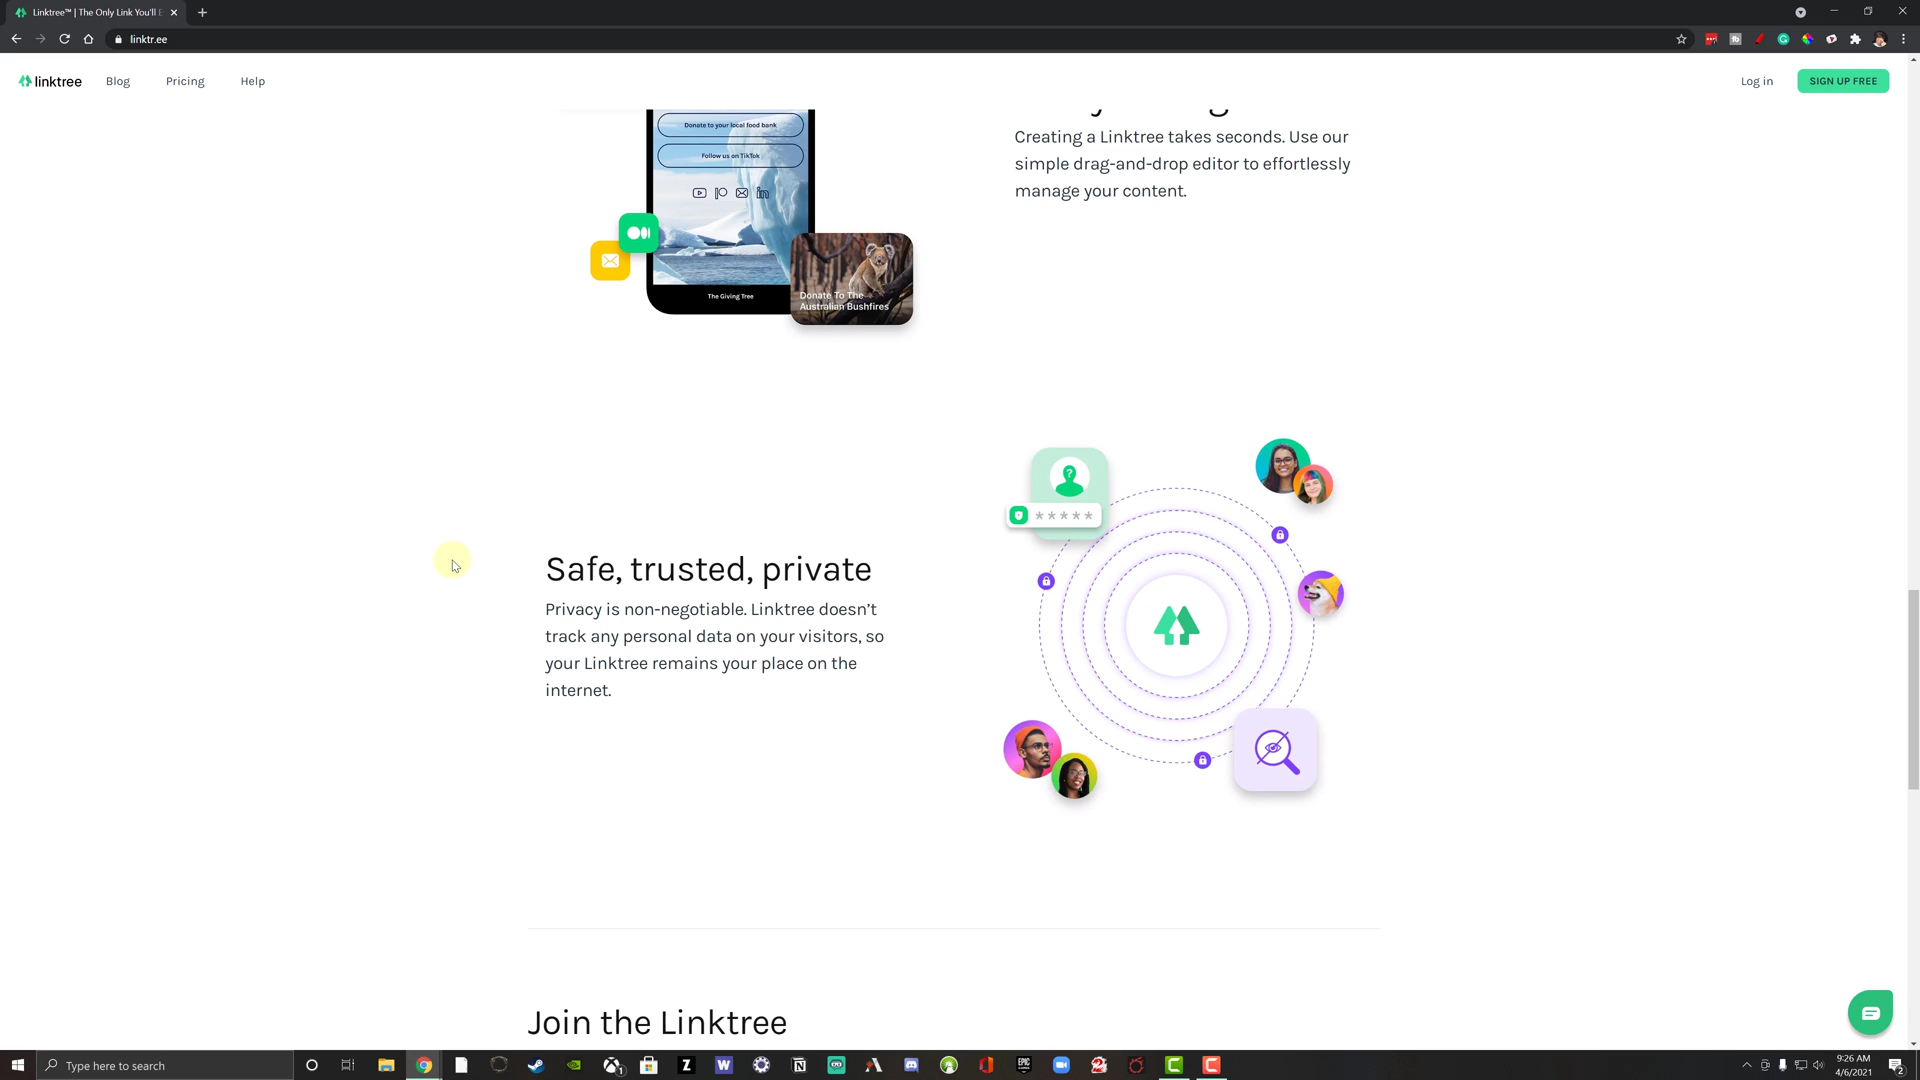 Linktree™ | The Only Link You'll E
linktr.ee
linktree
Blog
Pricing
Help
Log in
SIGN UP FREE
Donate to your local food bank
Follow us on TikTok
The Giving Tree
Donate To The
Australian Bushfires
Creating a Linktree takes seconds. Use our
simple drag-and-drop editor to effortlessly
manage your content.
Safe, trusted, private
Privacy is non-negotiable. Linktree doesn't
track any personal data on your visitors, so
your Linktree remains your place on the
internet.
* * * * *
Join the Linktree
Type here to search
9:26 AM
4/6/2021